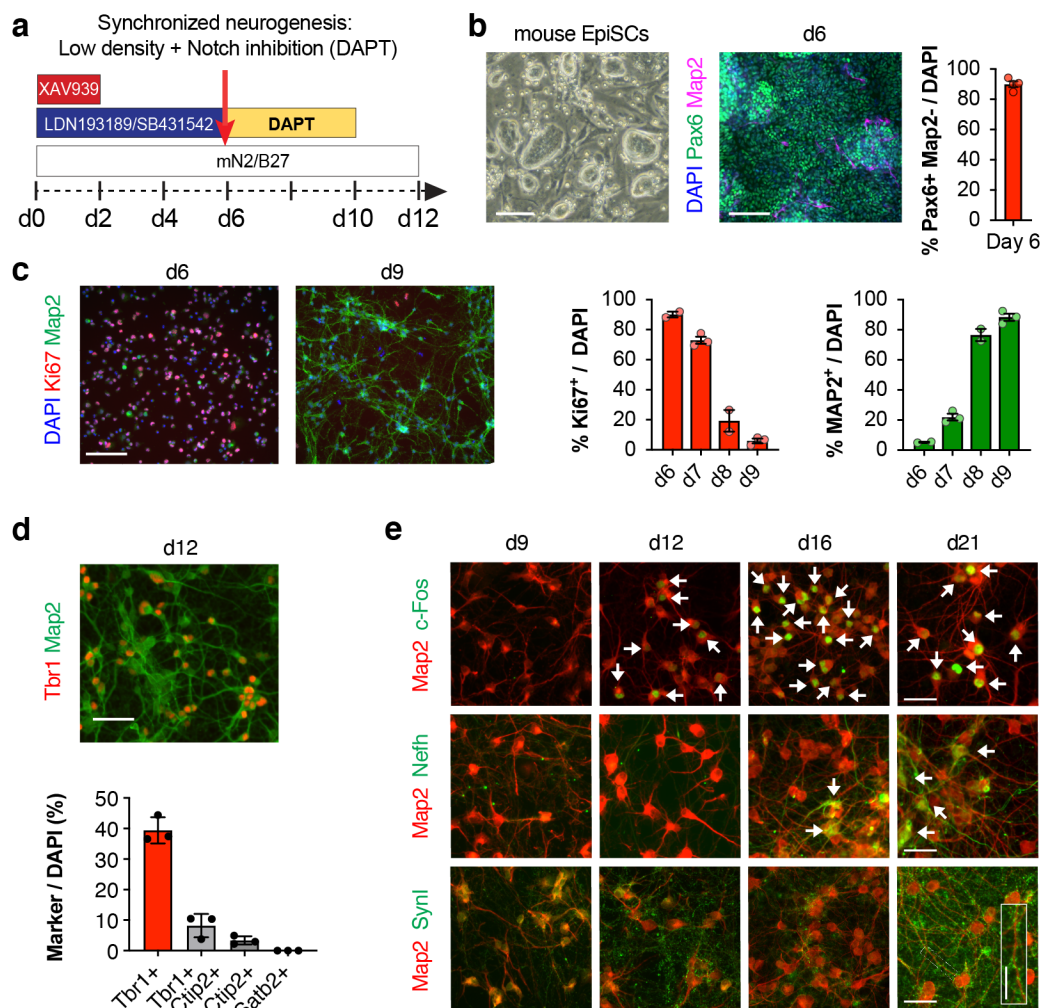 a
Synchronized neurogenesis:
Low density + Notch inhibition (DAPT)
XAV939
LDN193189/SB431542
DAPT
mN2/B27
d0
d2
d4
d6
d10
d12
b
mouse EpiSCs
d6
DAPI Pax6 Map2
% Pax6+ Map2- / DAPI
100
80
60
40
20
0
Day 6
c
d6
d9
DAPI Ki67 Map2
% Ki67+ / DAPI
100
80
60
40
20
0
d6
d7
d8
d9
% MAP2+ / DAPI
100
80
60
40
20
0
d6
d7
d8
d9
d
d12
Tbr1 Map2
Marker / DAPI (%)
50
40
30
20
10
0
Tbr1+
Tbr1+
Ctip2+
Ctip2+
Satb2+
e
d9
d12
d16
d21
Map2 c-Fos
Map2 Nefh
Map2 SynI